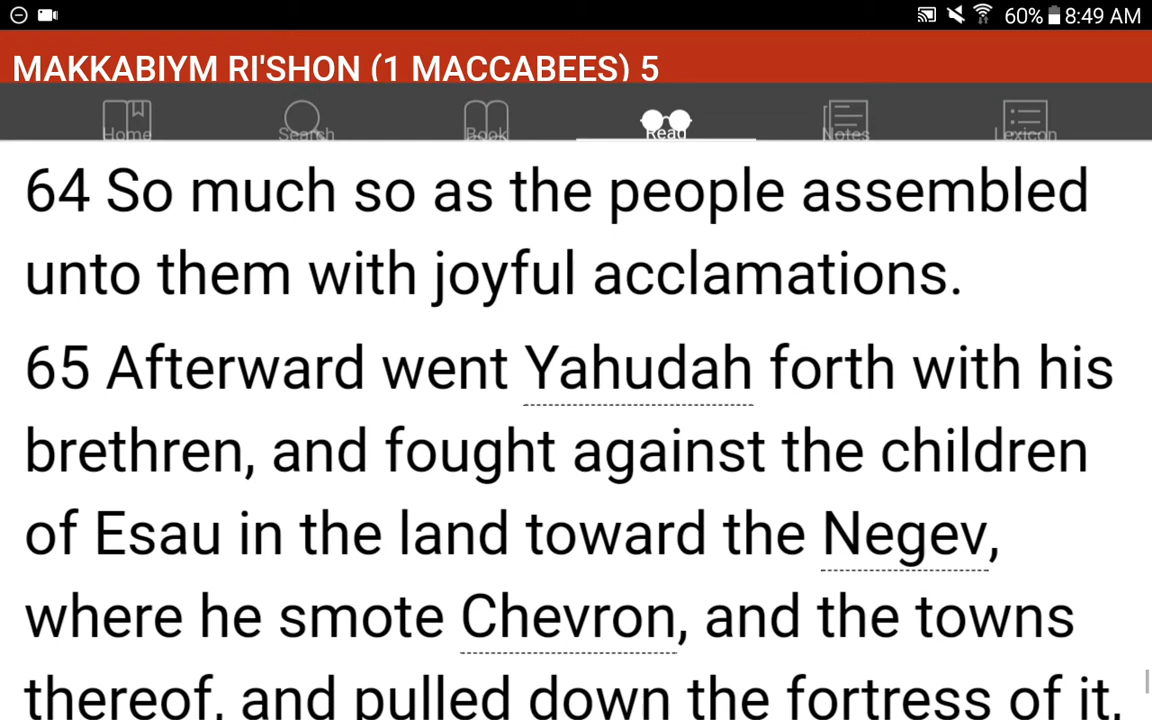 60% 8:49 AM
MAKKABIYM RI'SHON (1 MACCABEES) 5
Home Search Book Read Notes Lexicon
64 So much so as the people assembled
unto them with joyful acclamations.
65 Afterward went Yahudah forth with his
brethren, and fought against the children
of Esau in the land toward the Negev,
where he smote Chevron, and the towns
thereof, and pulled down the fortress of it,